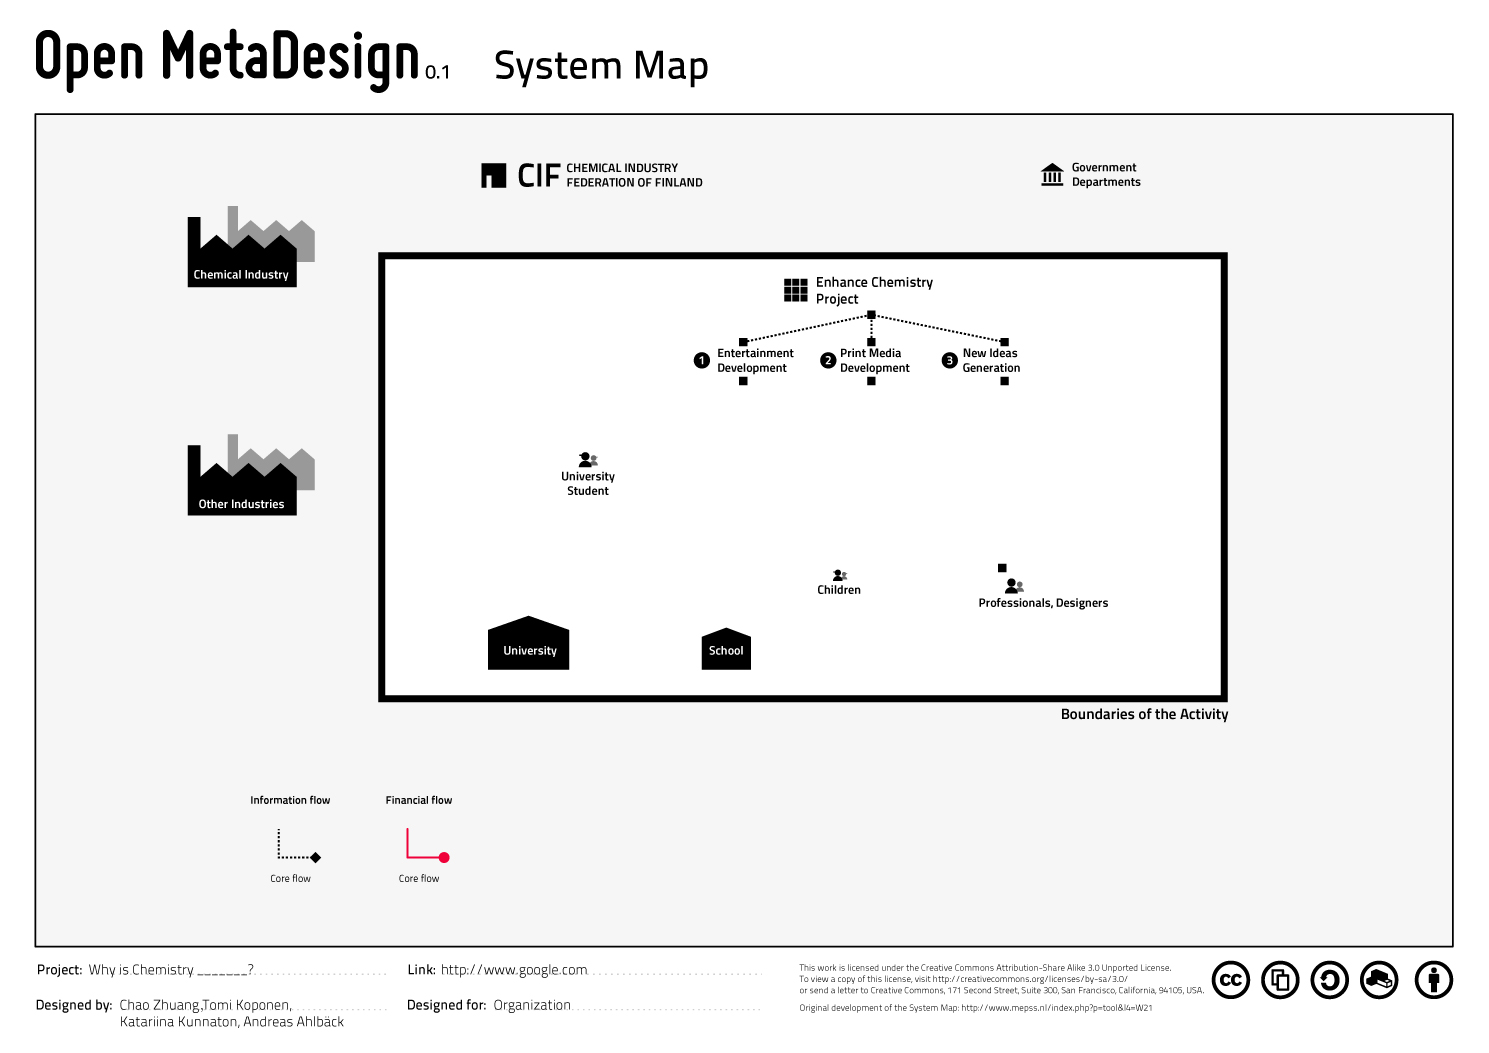 Open MetaDesign 0.1 System Map
CIF CHEMICAL INDUSTRY
FEDERATION OF FINLAND
Government
Departments
Chemical Industry
Enhance Chemistry
Project
1 Entertainment
Development
2 Print Media
Development
3 New Ideas
Generation
University
Student
Other Industries
Children
Professionals, Designers
University
School
Boundaries of the Activity
Information flow
Core flow
Financial flow
Core flow
Project: Why is Chemistry _______?
Designed by: Chao Zhuang,Tomi Koponen,
Katariina Kunnaton, Andreas Ahlbäck
Link: http://www.google.com
Designed for: Organization
This work is licensed under the Creative Commons Attribution-Share Alike 3.0 Unported License.
To view a copy of this license, visit http://creativecommons.org/licenses/by-sa/3.0/
or send a letter to Creative Commons, 171 Second Street, Suite 300, San Francisco, California, 94105, USA.
Original development of the System Map: http://www.mepss.nl/index.php?p=tool&l4=W21
cc